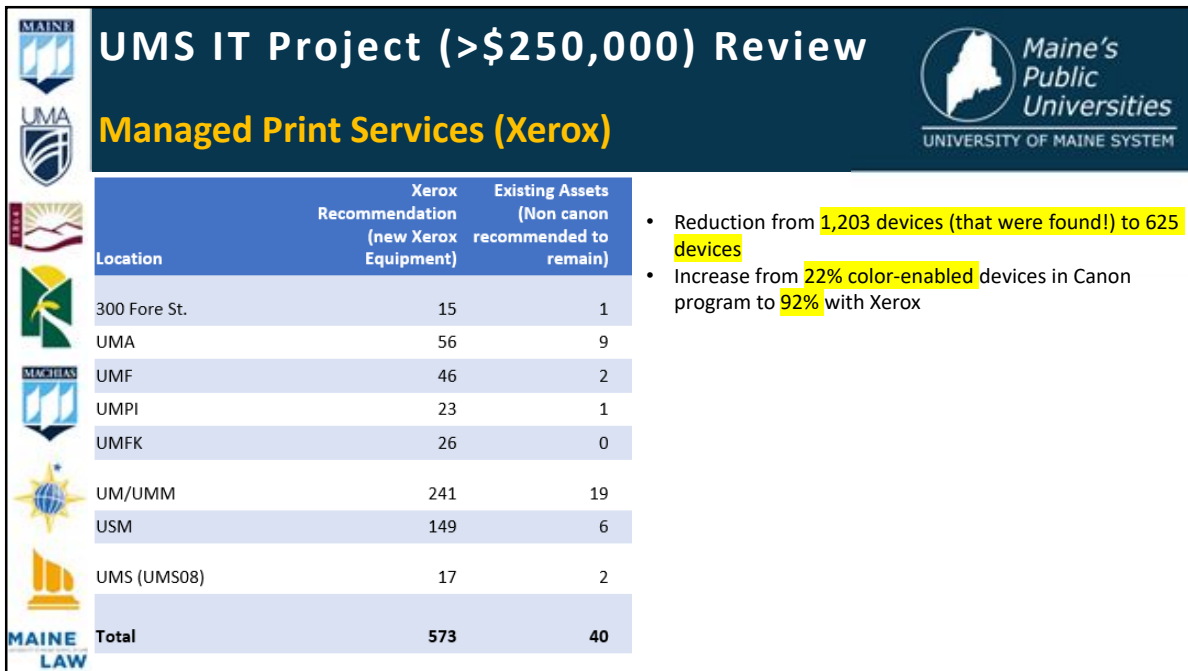 MAINE
UMS IT Project (>$250,000) Review
Maine's
Public
Universities
UNIVERSITY OF MAINE SYSTEM
UMA
Managed Print Services (Xerox)
1864
MACHIAS
MAINE
LAW
Location Xerox Recommendation (new Xerox Equipment) Existing Assets (Non canon recommended to remain)
300 Fore St. 15 1
UMA 56 9
UMF 46 2
UMPI 23 1
UMFK 26 0
UM/UMM 241 19
USM 149 6
UMS (UMS08) 17 2
Total 573 40
• Reduction from 1,203 devices (that were found!) to 625
devices
• Increase from 22% color-enabled devices in Canon
program to 92% with Xerox